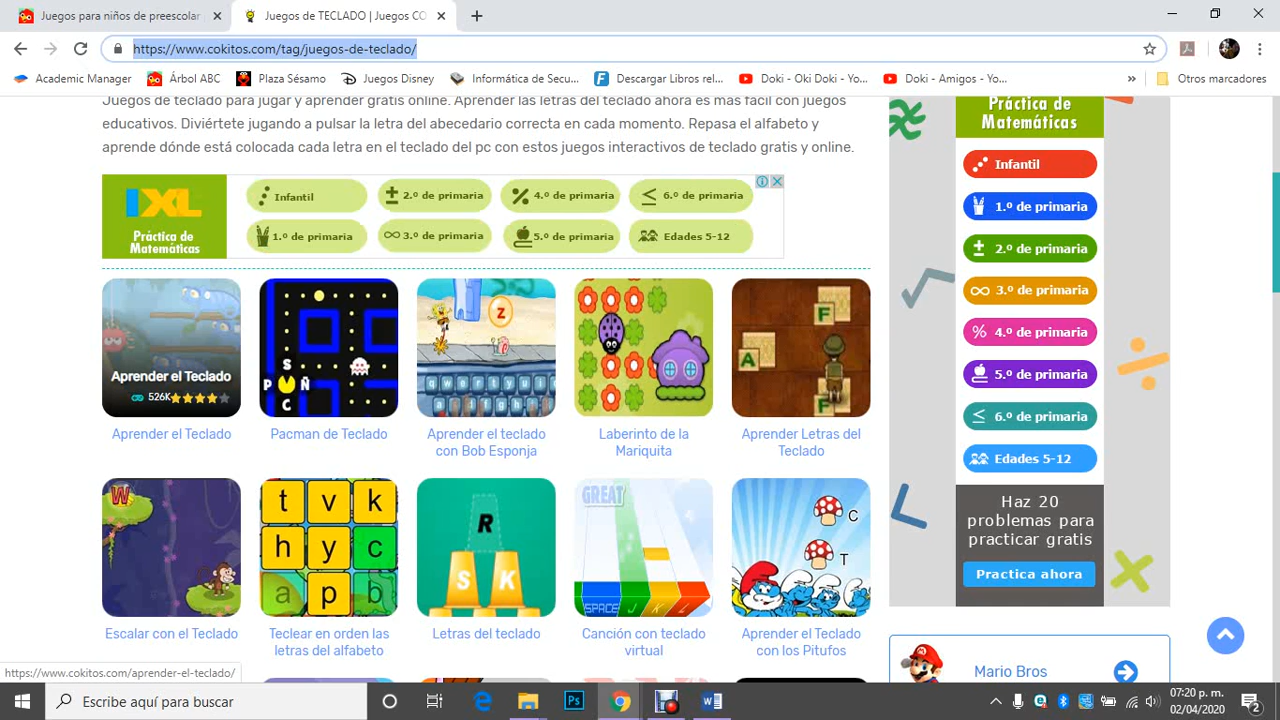 Juegos para niños de preescolar
Juegos de TECLADO | Juegos CO
https://www.cokitos.com/tag/juegos-de-teclado/
Academic Manager
Árbol ABC
Plaza Sésamo
Juegos Disney
Informática de Secu...
Descargar Libros rel...
Doki - Oki Doki - Yo...
Doki - Amigos - Yo...
»
Otros marcadores
Juegos de teclado para jugar y aprender gratis online. Aprender las letras del teclado ahora es más fácil con juegos
educativos. Diviértete jugando a pulsar la letra del abecedario correcta en cada momento. Repasa el alfabeto y
aprende dónde está colocada cada letra en el teclado del pc con estos juegos interactivos de teclado gratis y online.
IXL
Práctica de
Matemáticas
Infantil
2.º de primaria
4.º de primaria
6.º de primaria
1.º de primaria
3.º de primaria
5.º de primaria
Edades 5-12
Aprender el Teclado
526K
S
P Ñ
C
Z
q w e r t y u i
F
A
F
Aprender el Teclado
Pacman de Teclado
Aprender el teclado
con Bob Esponja
Laberinto de la
Mariquita
Aprender Letras del
Teclado
W
t v k
h y c
a p b
R
S K
GREAT
SPACE J K L
C
T
Escalar con el Teclado
Teclear en orden las
letras del alfabeto
Letras del teclado
Canción con teclado
virtual
Aprender el Teclado
con los Pitufos
Práctica de
Matemáticas
Infantil
1.º de primaria
2.º de primaria
3.º de primaria
4.º de primaria
5.º de primaria
6.º de primaria
Edades 5-12
Haz 20
problemas para
practicar gratis
Practica ahora
Mario Bros
https://www.cokitos.com/aprender-el-teclado/
Escribe aquí para buscar
07:20 p. m.
02/04/2020
2